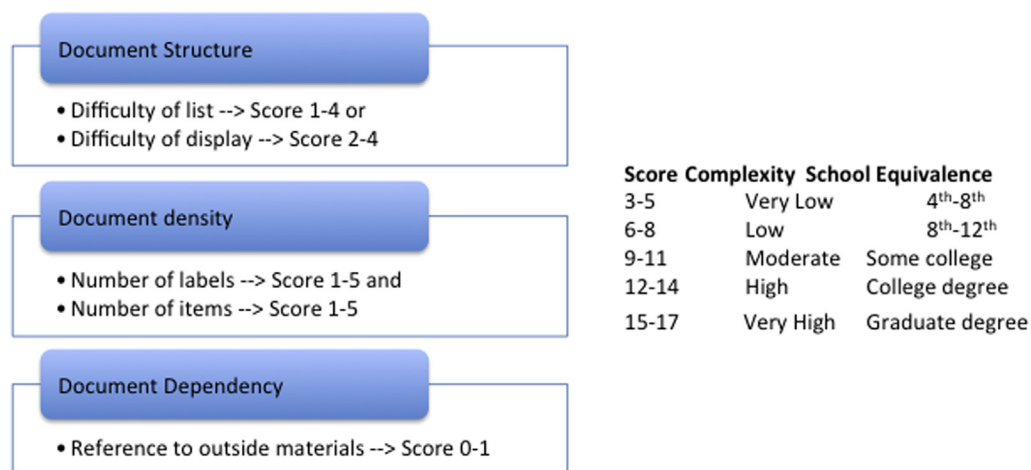 Document Structure
• Difficulty of list --> Score 1-4 or
• Difficulty of display --> Score 2-4
Document density
• Number of labels --> Score 1-5 and
• Number of items --> Score 1-5
Document Dependency
• Reference to outside materials --> Score 0-1
Score Complexity School Equivalence
3-5 Very Low 4th-8th
6-8 Low 8th-12th
9-11 Moderate Some college
12-14 High College degree
15-17 Very High Graduate degree